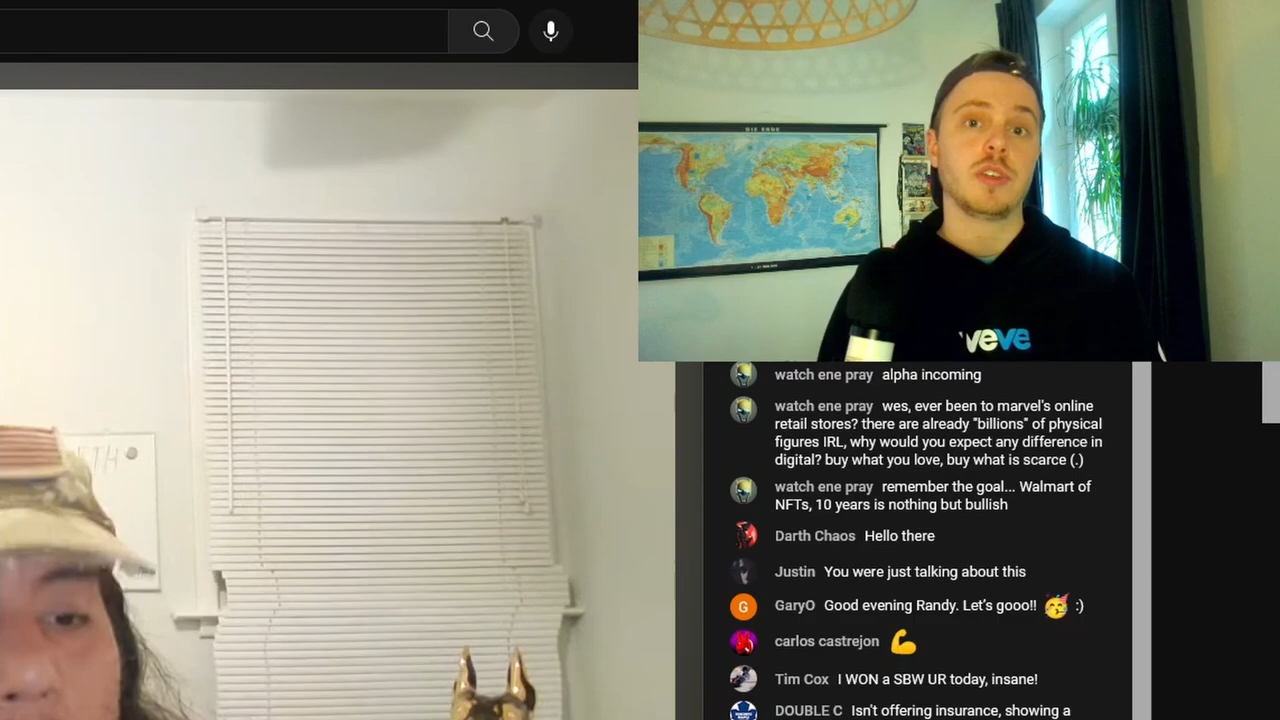 DIE ERDE
veve
TH
watch ene pray alpha incoming
watch ene pray wes, ever been to marvel's online
retail stores? there are already "billions" of physical
figures IRL, why would you expect any difference in
digital? buy what you love, buy what is scarce (.)
watch ene pray remember the goal... Walmart of
NFTs, 10 years is nothing but bullish
Darth Chaos Hello there
Justin You were just talking about this
G GaryO Good evening Randy. Let's gooo!! 🥳 :)
carlos castrejon 💪
Tim Cox I WON a SBW UR today, insane!
DOUBLE C Isn't offering insurance, showing a